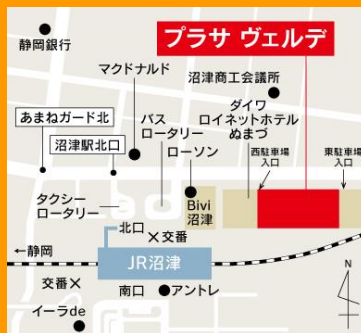 静岡銀行
プラサ ヴェルデ
マクドナルド
沼津商工会議所
あまねガード北
沼津駅北口
バス
ロータリー
ローソン
ダイワ
ロイネットホテル
ぬまづ
西駐車場
入口
東駐車場
入口
タクシー
ロータリー
Bivi
沼津
北口
×交番
←静岡
JR沼津
交番×
南口
アントレ
イーラde
N